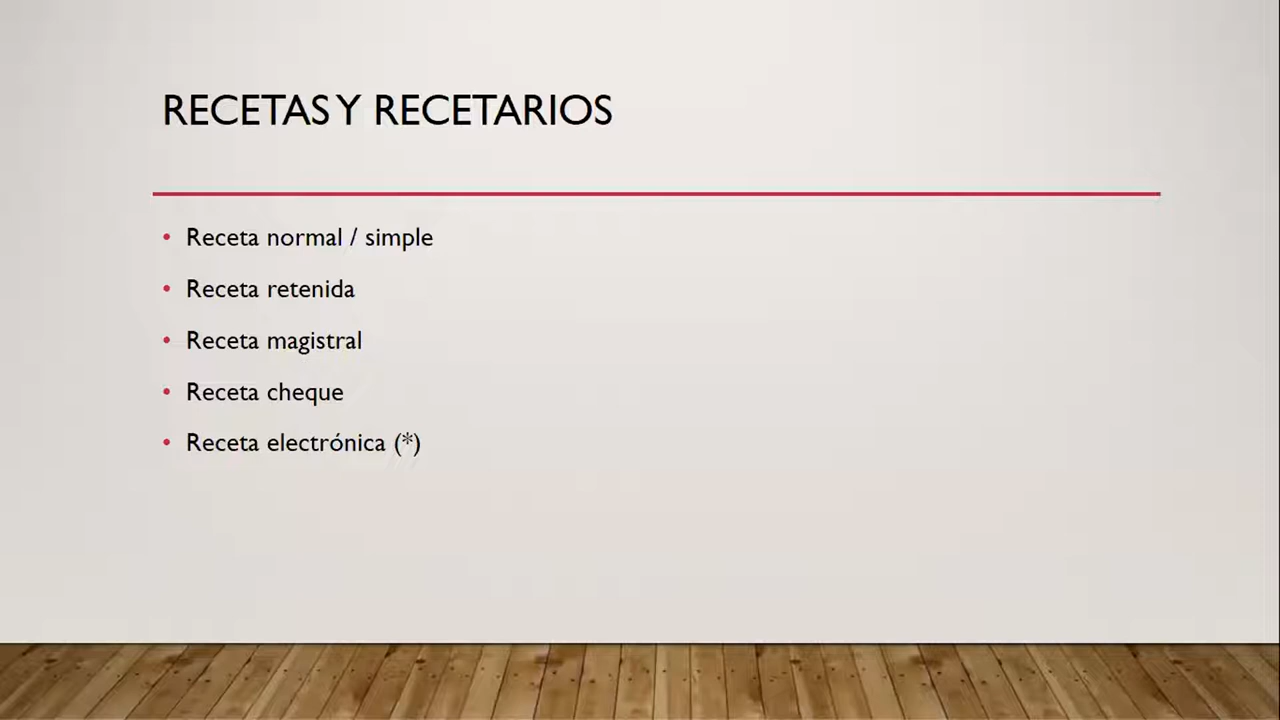 RECETAS Y RECETARIOS
• Receta normal / simple
• Receta retenida
• Receta magistral
• Receta cheque
• Receta electrónica (*)